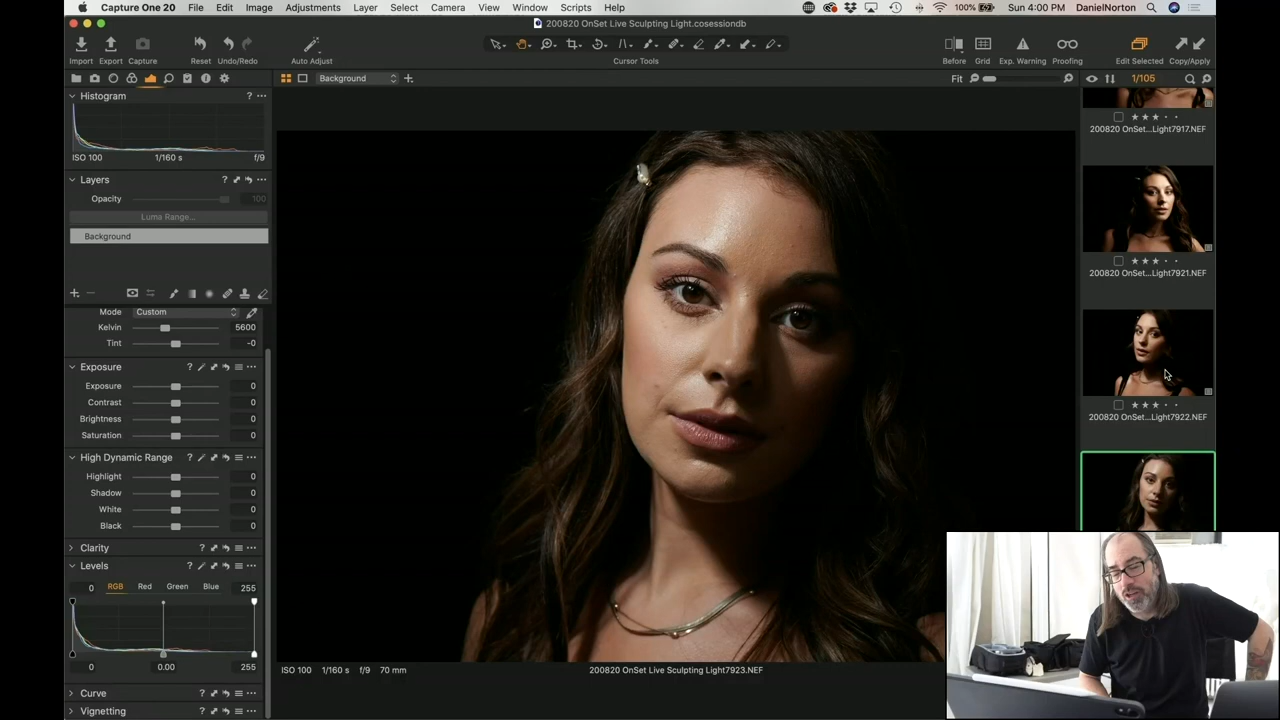 Capture One 20 File Edit Image Adjustments Layer Select Camera View Window Scripts Help
100% Sun 4:00 PM DanielNorton
200820 OnSet Live Sculpting Light.cosessiondb
Import Export Capture Reset Undo/Redo Auto Adjust Cursor Tools Before Grid Exp. Warning Proofing Edit Selected Copy/Apply
Background
Fit
1/105
Histogram
ISO 100 1/160 s f/9
Layers
Opacity 100
Luma Range...
Background
Mode Custom
Kelvin 5600
Tint -0
Exposure
Exposure 0
Contrast 0
Brightness 0
Saturation 0
High Dynamic Range
Highlight 0
Shadow 0
White 0
Black 0
Clarity
Levels
0 RGB Red Green Blue 255
0 0.00 255
Curve
Vignetting
ISO 100 1/160 s f/9 70 mm
200820 OnSet Live Sculpting Light7923.NEF
200820 OnSet...Light7917.NEF
200820 OnSet...Light7921.NEF
200820 OnSet...Light7922.NEF